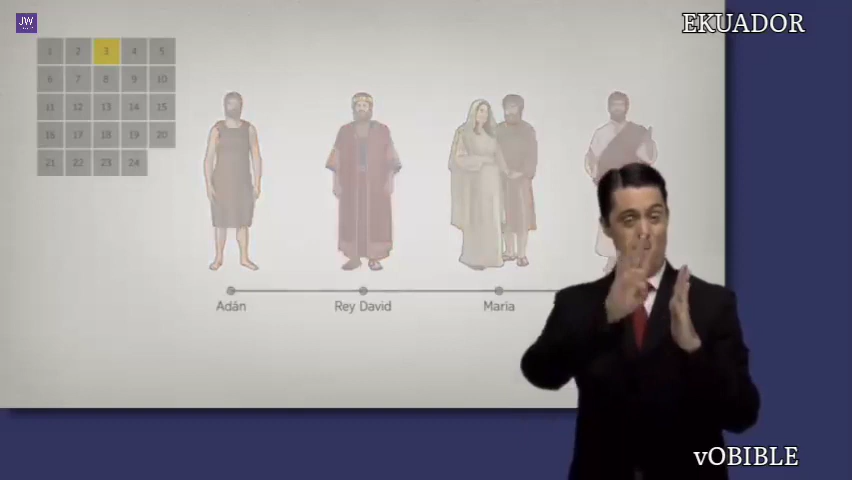 JW
EKUADOR
1 2 3 4 5
6 7 8 9 10
11 12 13 14 15
16 17 18 19 20
21 22 23 24
Adán
Rey David
María
vOBIBLE